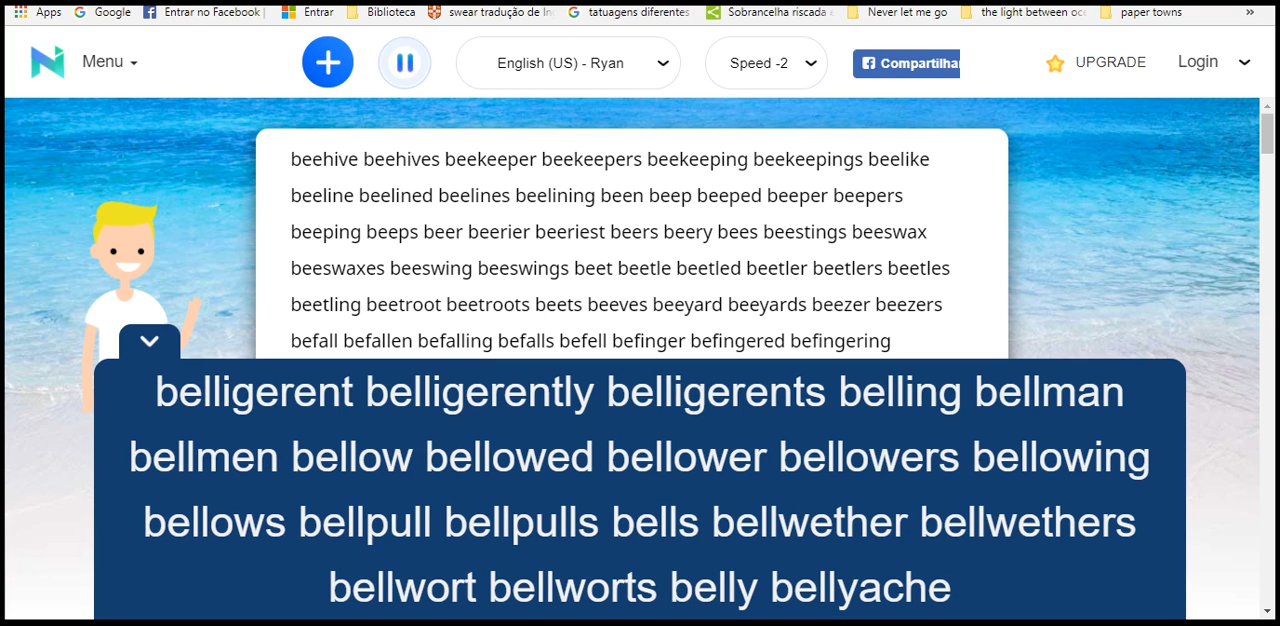 Apps Google Entrar no Facebook Entrar Biblioteca swear tradução de In tatuagens diferentes Sobrancelha riscada Never let me go the light between oce paper towns »
Menu English (US) - Ryan Speed -2 Compartilhar UPGRADE Login
beehive beehives beekeeper beekeepers beekeeping beekeepings beelike
beeline beelined beelines beelining been beep beeped beeper beepers
beeping beeps beer beerier beeriest beers beery bees beestings beeswax
beeswaxes beeswing beeswings beet beetle beetled beetler beetlers beetles
beetling beetroot beetroots beets beeves beeyard beeyards beezer beezers
befall befallen befalling befalls befell befinger befingered befingering
belligerent belligerently belligerents belling bellman
bellmen bellow bellowed bellower bellowers bellowing
bellows bellpull bellpulls bells bellwether bellwethers
bellwort bellworts belly bellyache